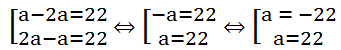 [a−2a=22 ⇔ [−a=22 ⇔ [a = −22
2a−a=22 a=22 a=22